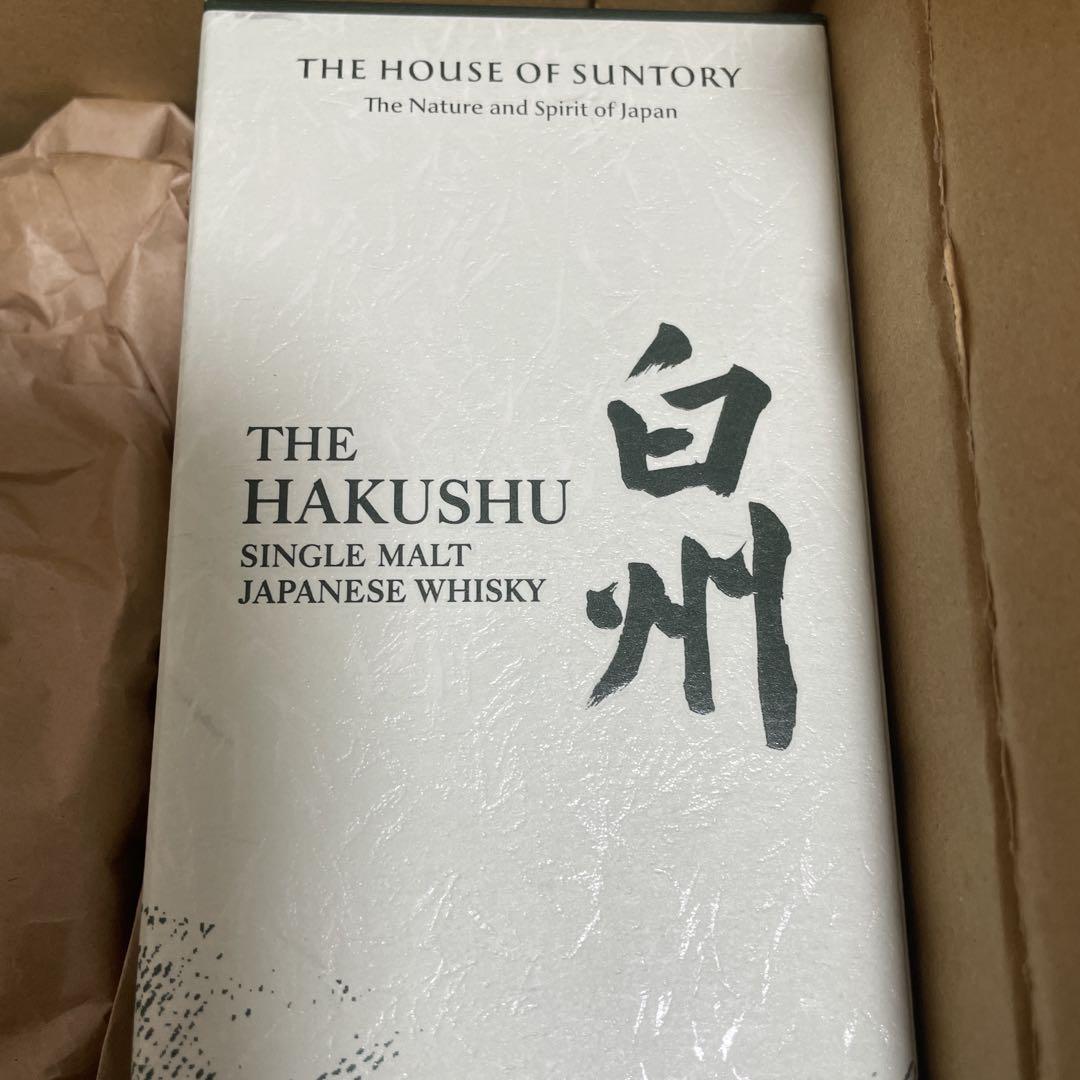 THE HOUSE OF SUNTORY
The Nature and Spirit of Japan
THE
HAKUSHU
SINGLE MALT
JAPANESE WHISKY
白州